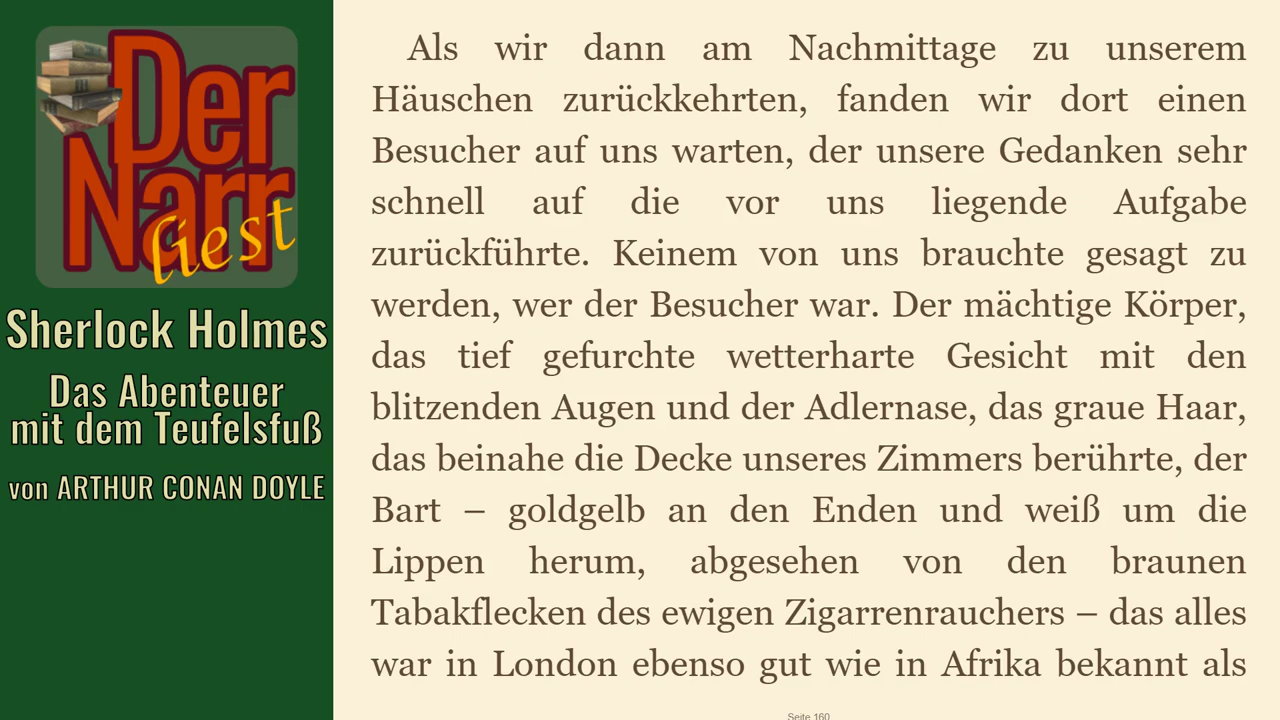 Der
Narr
liest
Sherlock Holmes
Das Abenteuer
mit dem Teufelsfuß
von ARTHUR CONAN DOYLE
Als wir dann am Nachmittage zu unserem
Häuschen zurückkehrten, fanden wir dort einen
Besucher auf uns warten, der unsere Gedanken sehr
schnell auf die vor uns liegende Aufgabe
zurückführte. Keinem von uns brauchte gesagt zu
werden, wer der Besucher war. Der mächtige Körper,
das tief gefurchte wetterharte Gesicht mit den
blitzenden Augen und der Adlernase, das graue Haar,
das beinahe die Decke unseres Zimmers berührte, der
Bart – goldgelb an den Enden und weiß um die
Lippen herum, abgesehen von den braunen
Tabakflecken des ewigen Zigarrenrauchers – das alles
war in London ebenso gut wie in Afrika bekannt als
Seite 160